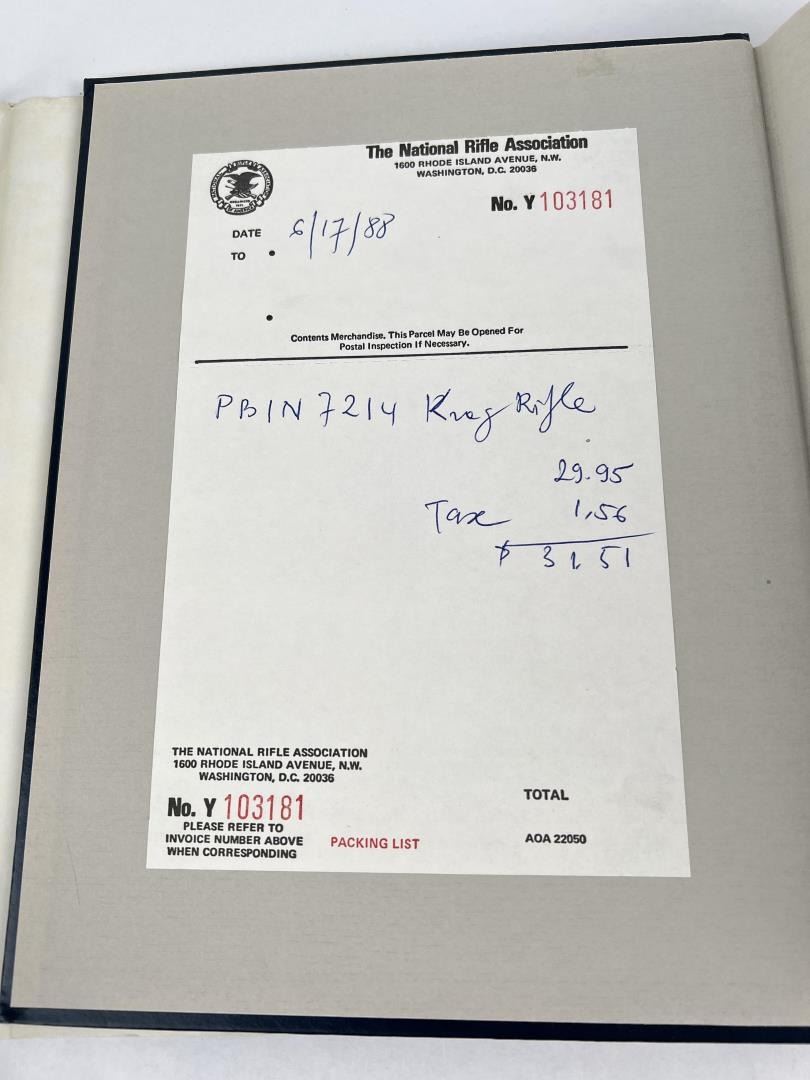 The National Rifle Association
1600 RHODE ISLAND AVENUE, N.W.
WASHINGTON, D.C. 20036
No. Y 103181
DATE 6/17/88
TO
Contents Merchandise. This Parcel May Be Opened For
Postal Inspection If Necessary.
PBIN 7214 Krag Rifle
29.95
Tax 1.56
$ 31.51
THE NATIONAL RIFLE ASSOCIATION
1600 RHODE ISLAND AVENUE, N.W.
WASHINGTON, D.C. 20036
No. Y 103181
PLEASE REFER TO
INVOICE NUMBER ABOVE
WHEN CORRESPONDING
PACKING LIST
TOTAL
AOA 22050